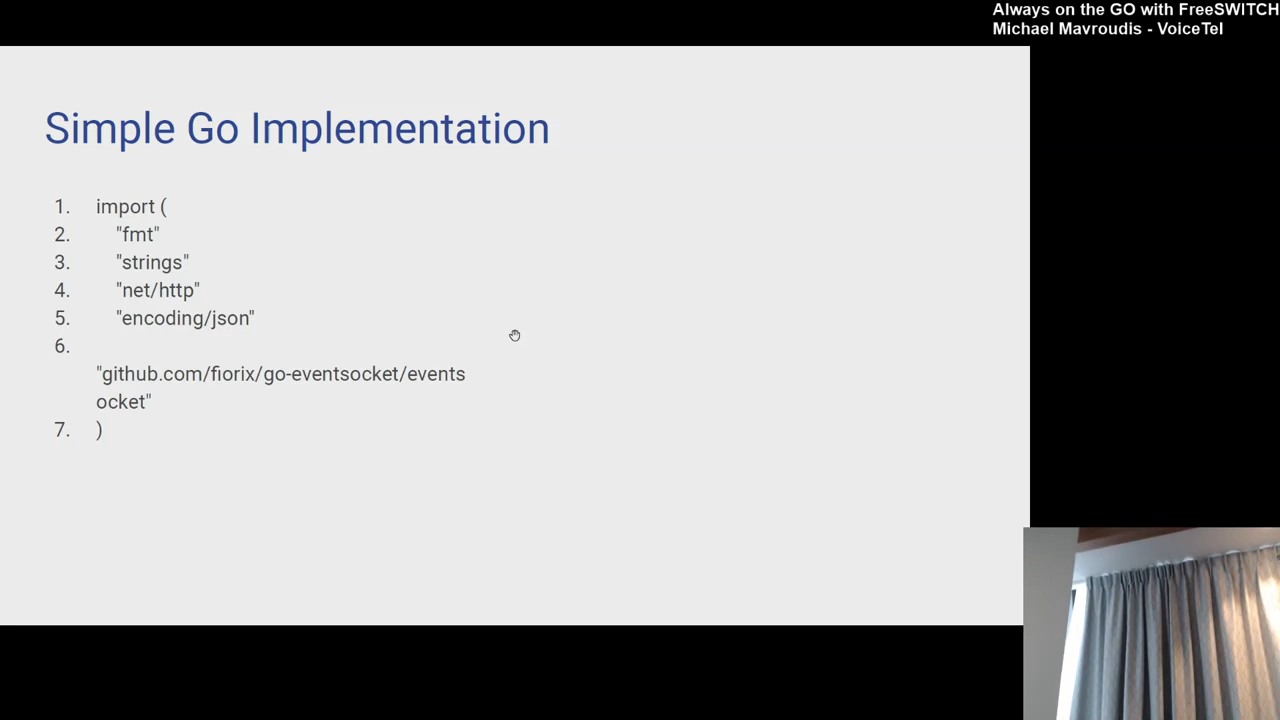 Always on the GO with FreeSWITCH
Michael Mavroudis - VoiceTel
Simple Go Implementation
1. import (
2. "fmt"
3. "strings"
4. "net/http"
5. "encoding/json"
6.
"github.com/fiorix/go-eventsocket/events
ocket"
7. )